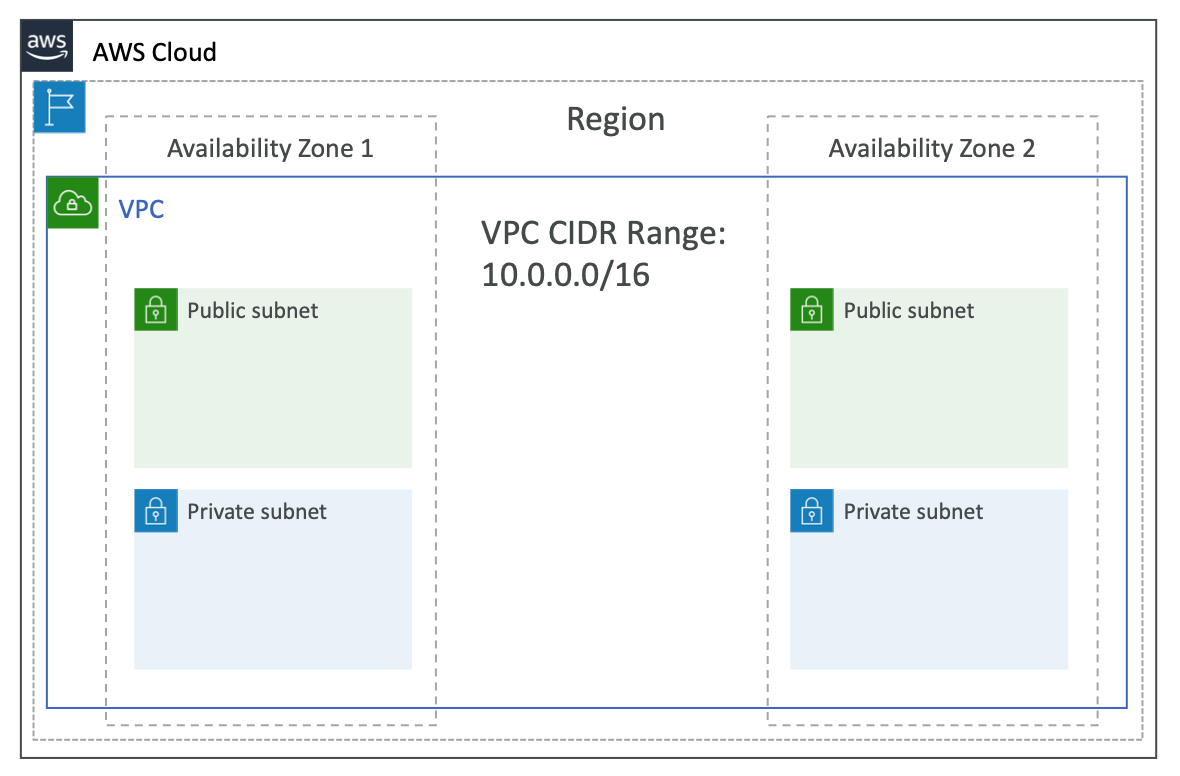 aws
AWS Cloud
Region
Availability Zone 1
Availability Zone 2
VPC
VPC CIDR Range:
10.0.0.0/16
Public subnet
Public subnet
Private subnet
Private subnet